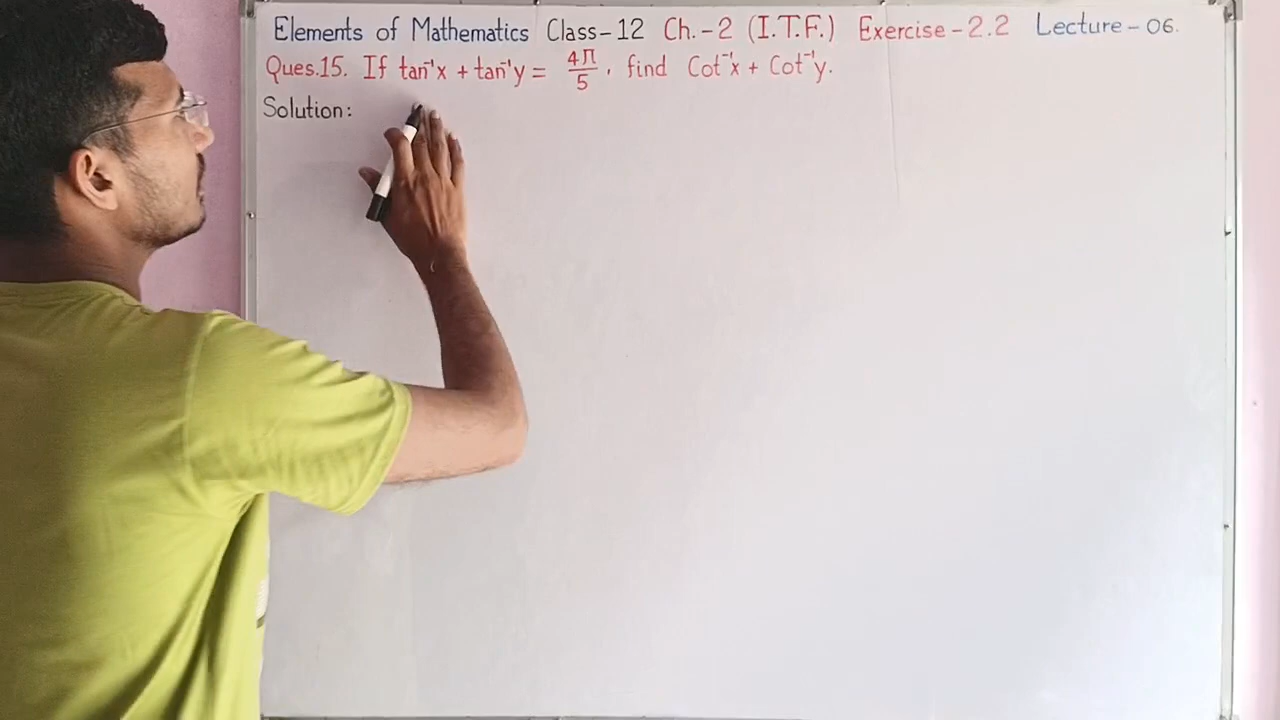 Elements of Mathematics Class-12 Ch.-2 (I.T.F.) Exercise-2.2 Lecture-06.
Ques.15. If tan⁻¹x + tan⁻¹y = 4π/5, find Cot⁻¹x + Cot⁻¹y.
Solution: